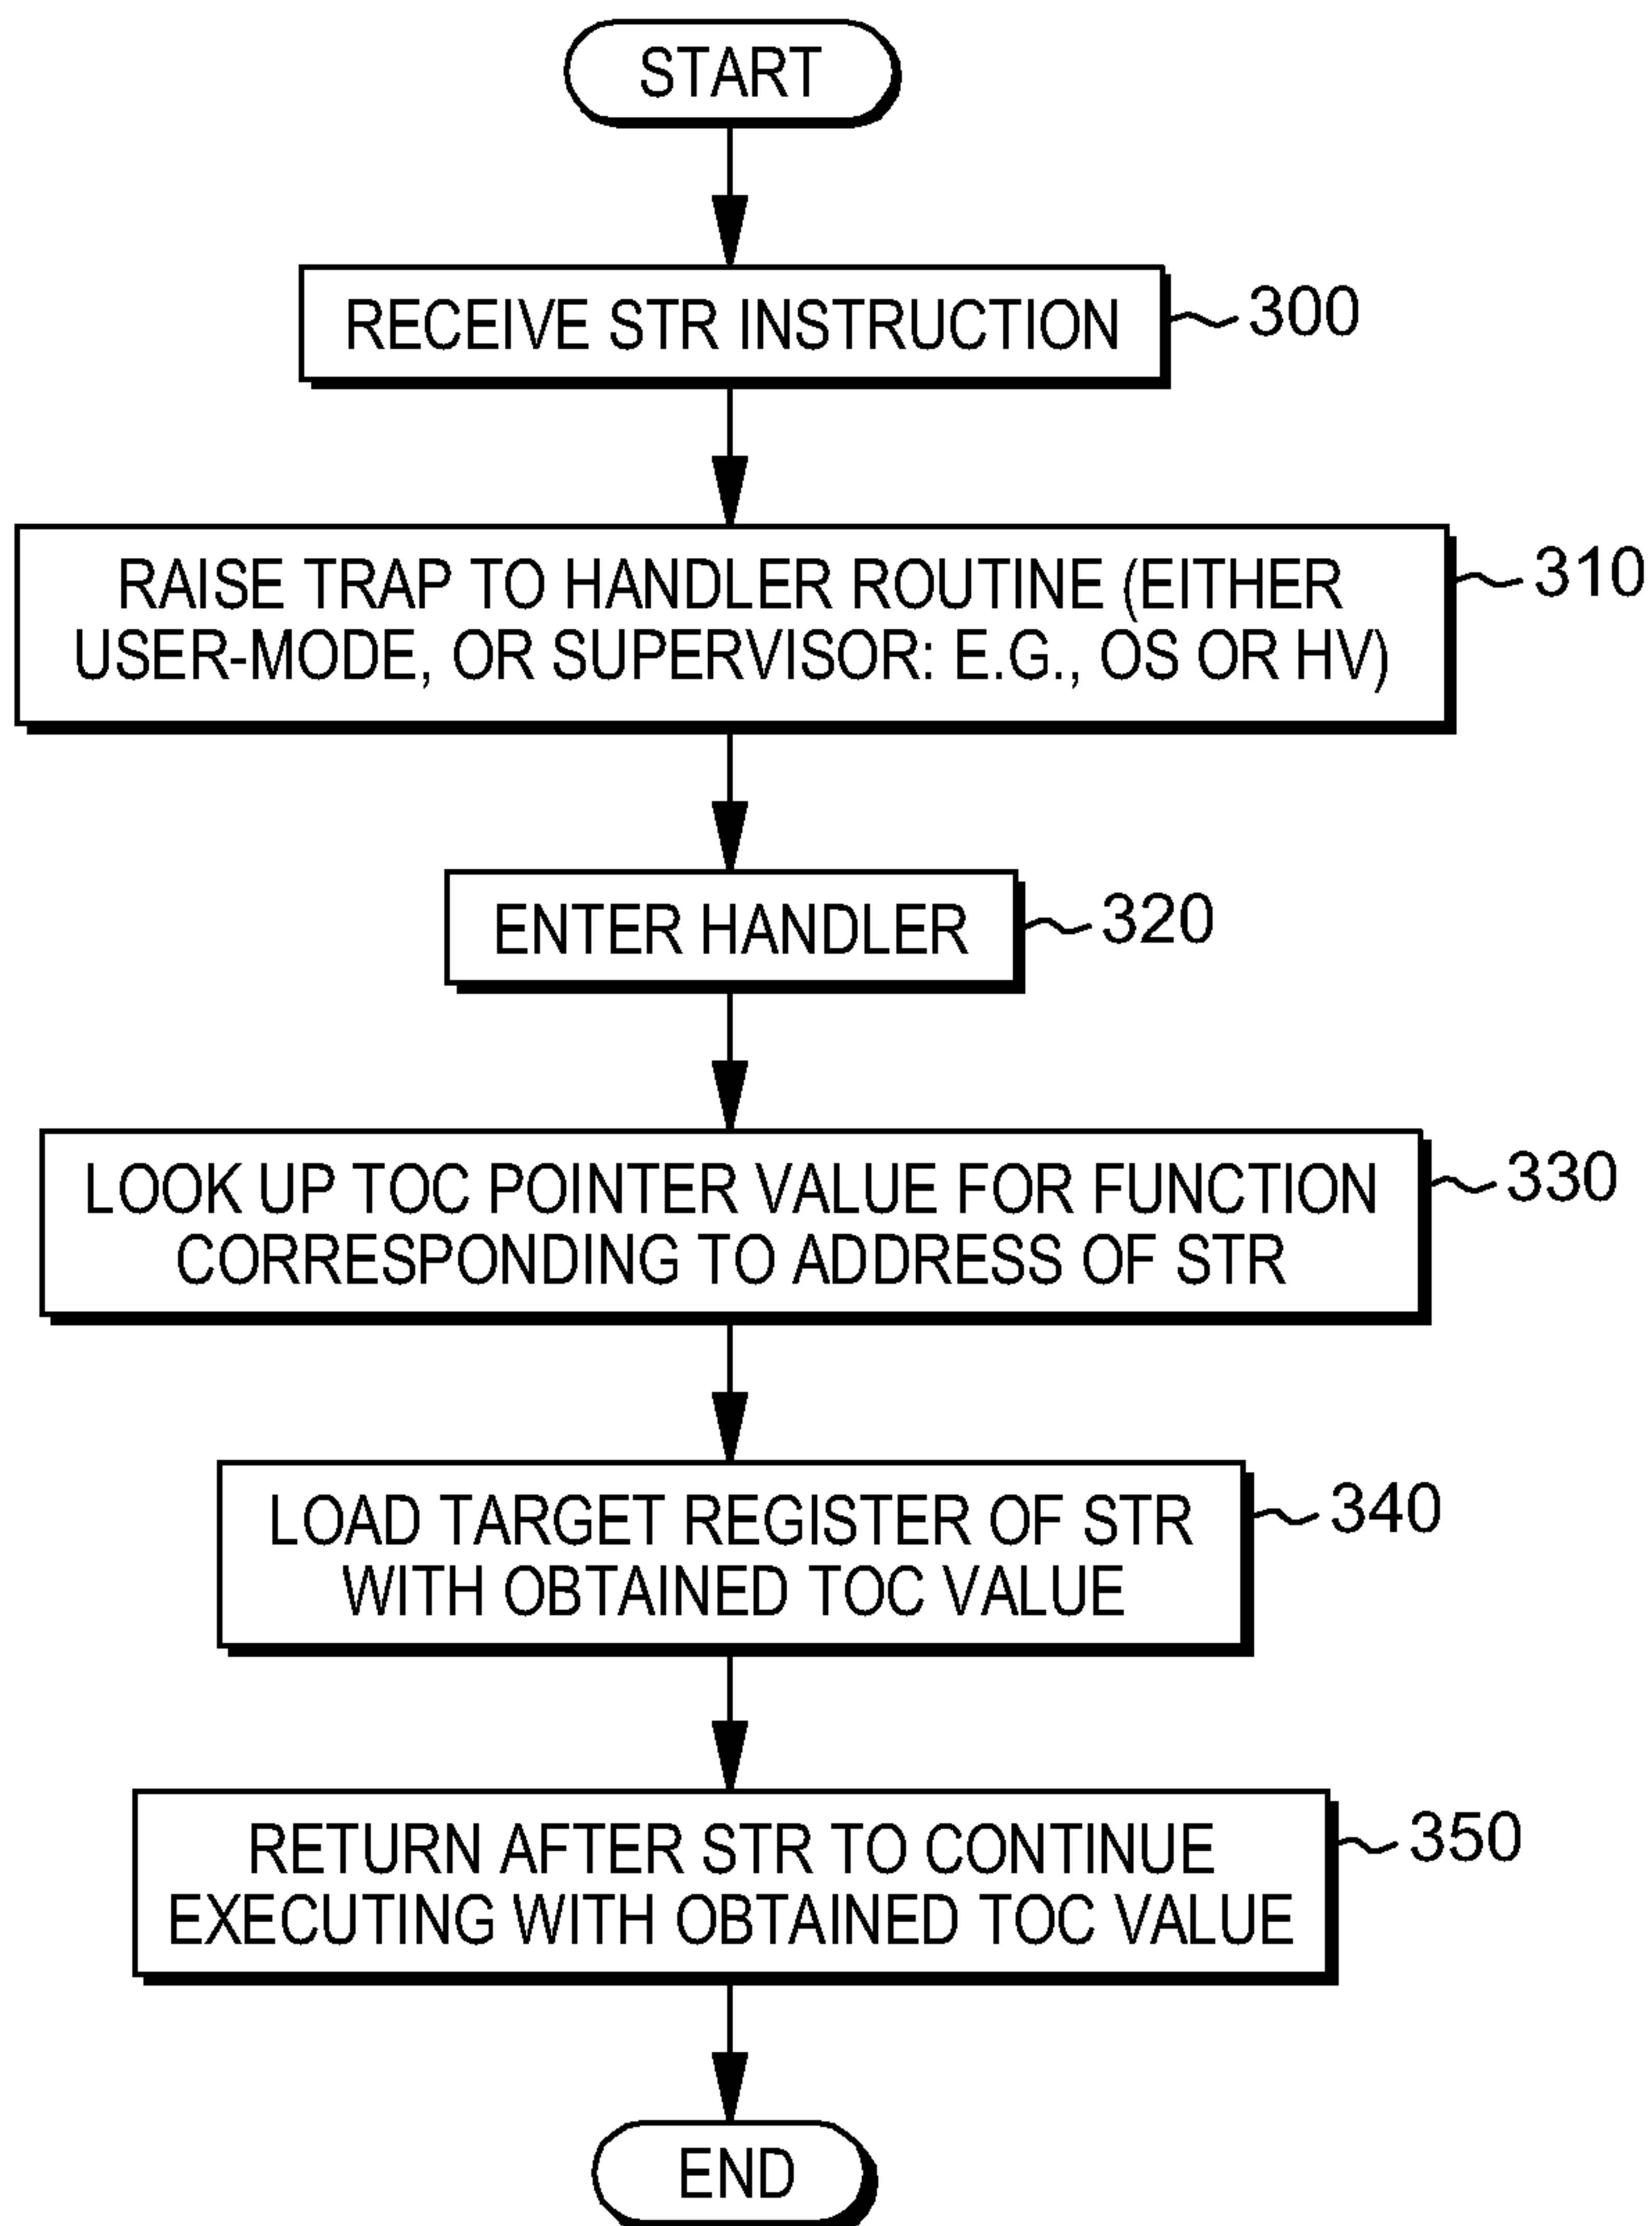 START
RECEIVE STR INSTRUCTION
300
RAISE TRAP TO HANDLER ROUTINE (EITHER
USER-MODE, OR SUPERVISOR: E.G., OS OR HV)
310
ENTER HANDLER
320
LOOK UP TOC POINTER VALUE FOR FUNCTION
CORRESPONDING TO ADDRESS OF STR
330
LOAD TARGET REGISTER OF STR
WITH OBTAINED TOC VALUE
340
RETURN AFTER STR TO CONTINUE
EXECUTING WITH OBTAINED TOC VALUE
350
END